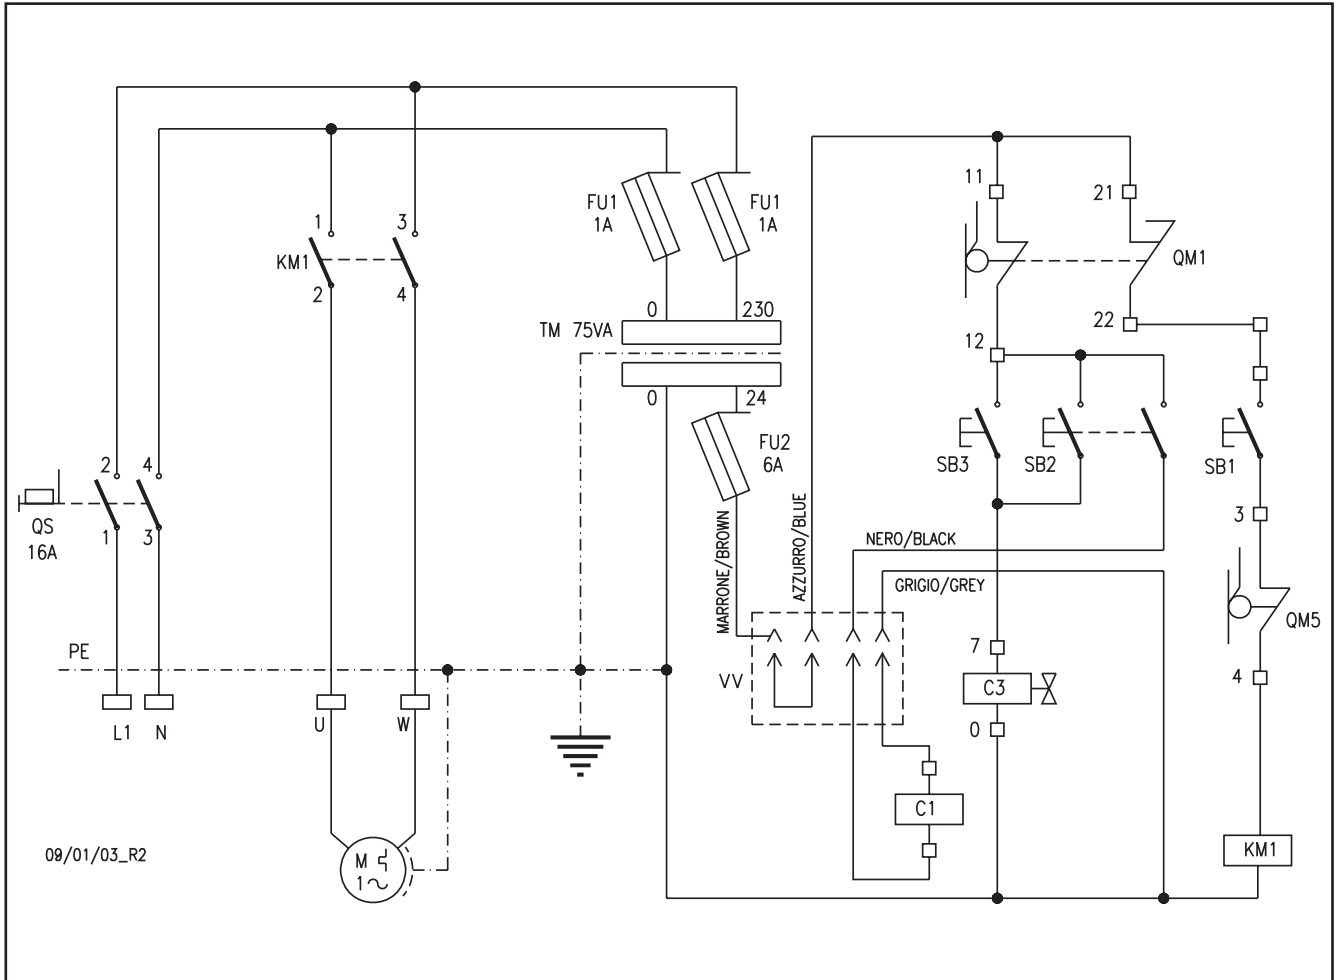 11
21
FU1
1A
FU1
1A
1
3
KM1
QM1
2
4
0
230
22
TM 75VA
12
0
24
FU2
6A
2
4
SB3
SB2
SB1
QS
16A
1
3
3
MARRONE/BROWN
AZZURRO/BLUE
NERO/BLACK
GRIGIO/GREY
QM5
PE
7
VV
4
C3
L1
N
U
W
0
C1
09/01/03_R2
M
1
KM1